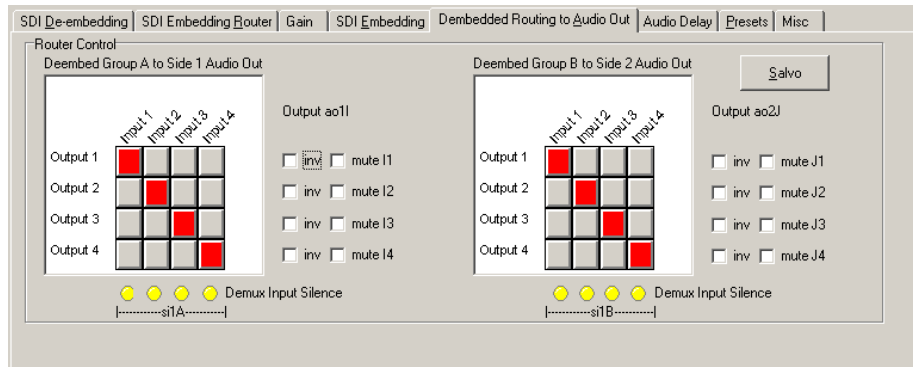 SDI De-embedding SDI Embedding Router Gain SDI Embedding Dembedded Routing to Audio Out Audio Delay Presets Misc
Router Control
Deembed Group A to Side 1 Audio Out
Input 1 Input 2 Input 3 Input 4
Output ao1I
Output 1 inv mute I1
Output 2 inv mute I2
Output 3 inv mute I3
Output 4 inv mute I4
Demux Input Silence
|-----------si1A----------|
Deembed Group B to Side 2 Audio Out
Salvo
Input 1 Input 2 Input 3 Input 4
Output ao2J
Output 1 inv mute J1
Output 2 inv mute J2
Output 3 inv mute J3
Output 4 inv mute J4
Demux Input Silence
|-----------si1B----------|